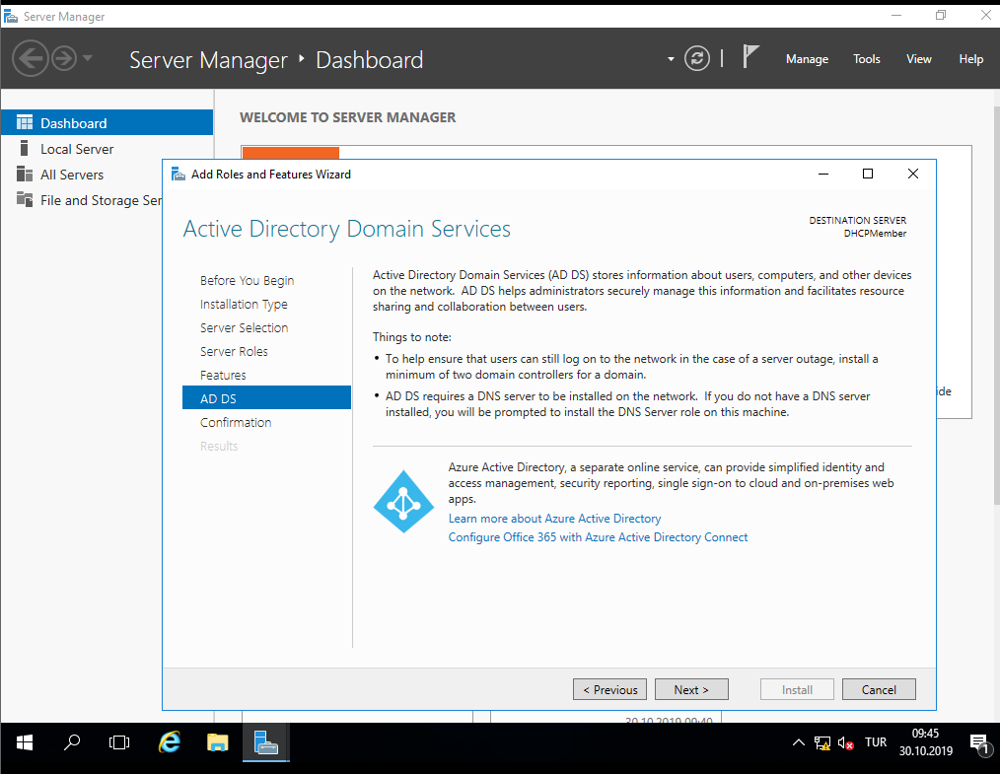 Server Manager
Server Manager ‣ Dashboard
Manage Tools View Help
Dashboard
Local Server
All Servers
File and Storage Ser
WELCOME TO SERVER MANAGER
Add Roles and Features Wizard
Active Directory Domain Services
DESTINATION SERVER
DHCPMember
Before You Begin
Installation Type
Server Selection
Server Roles
Features
AD DS
Confirmation
Results
Active Directory Domain Services (AD DS) stores information about users, computers, and other devices
on the network.  AD DS helps administrators securely manage this information and facilitates resource
sharing and collaboration between users.
Things to note:
• To help ensure that users can still log on to the network in the case of a server outage, install a
minimum of two domain controllers for a domain.
• AD DS requires a DNS server to be installed on the network.  If you do not have a DNS server
installed, you will be prompted to install the DNS Server role on this machine.
Azure Active Directory, a separate online service, can provide simplified identity and
access management, security reporting, single sign-on to cloud and on-premises web
apps.
Learn more about Azure Active Directory
Configure Office 365 with Azure Active Directory Connect
ide
< Previous Next > Install Cancel
30.10.2019 09:40
TUR
09:45
30.10.2019
1